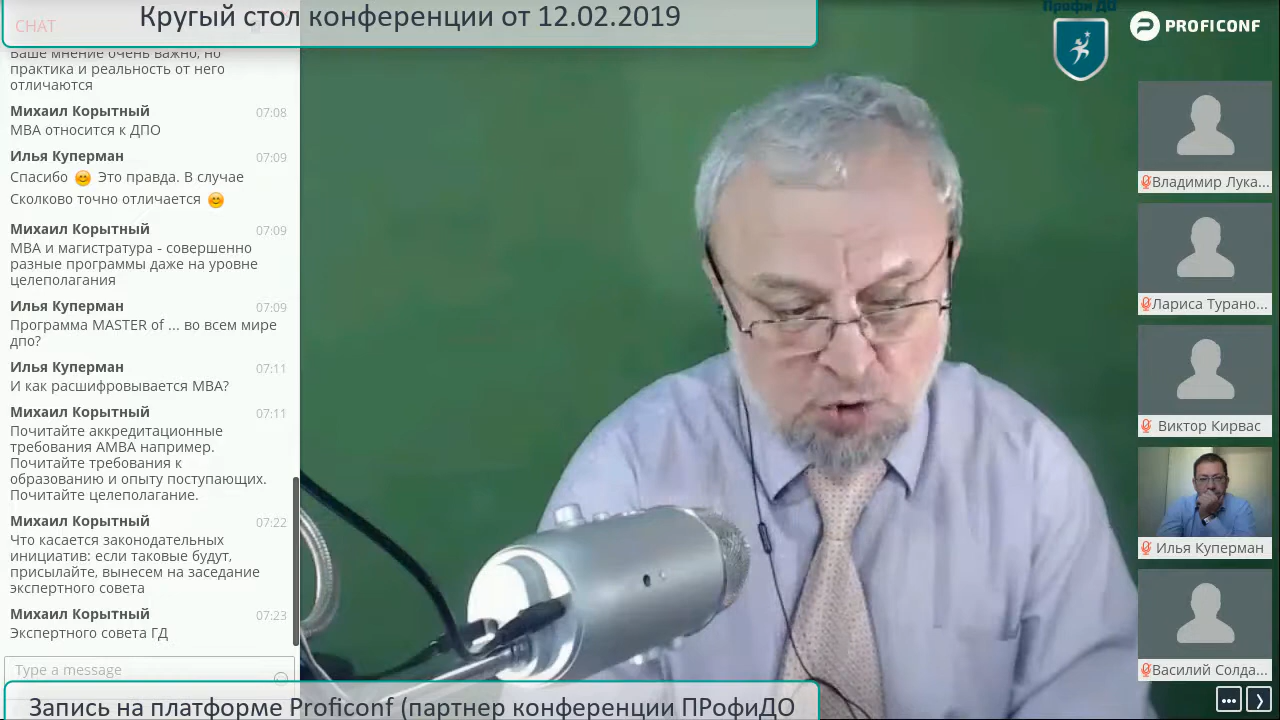 Кругый стол конференции от 12.02.2019
CHAT
Ваше мнение очень важно, но
практика и реальность от него
отличаются
Михаил Корытный 07:08
МВА относится к ДПО
Илья Куперман 07:09
Спасибо 😊 Это правда. В случае
Сколково точно отличается 😊
Михаил Корытный 07:09
МВА и магистратура - совершенно
разные программы даже на уровне
целеполагания
Илья Куперман 07:09
Программа MASTER of ... во всем мире
дпо?
Илья Куперман 07:11
И как расшифровывается МВА?
Михаил Корытный 07:11
Почитайте аккредитационные
требования АМВА например.
Почитайте требования к
образованию и опыту поступающих.
Почитайте целеполагание.
Михаил Корытный 07:22
Что касается законодательных
инициатив: если таковые будут,
присылайте, вынесем на заседание
экспертного совета
Михаил Корытный 07:23
Экспертного совета ГД
Type a message
Запись на платформе Proficonf (партнер конференции ПРофиДО
Профи ДО
PROFICONF
Владимир Лука...
Лариса Турано...
Виктор Кирвас
Илья Куперман
Василий Солда...